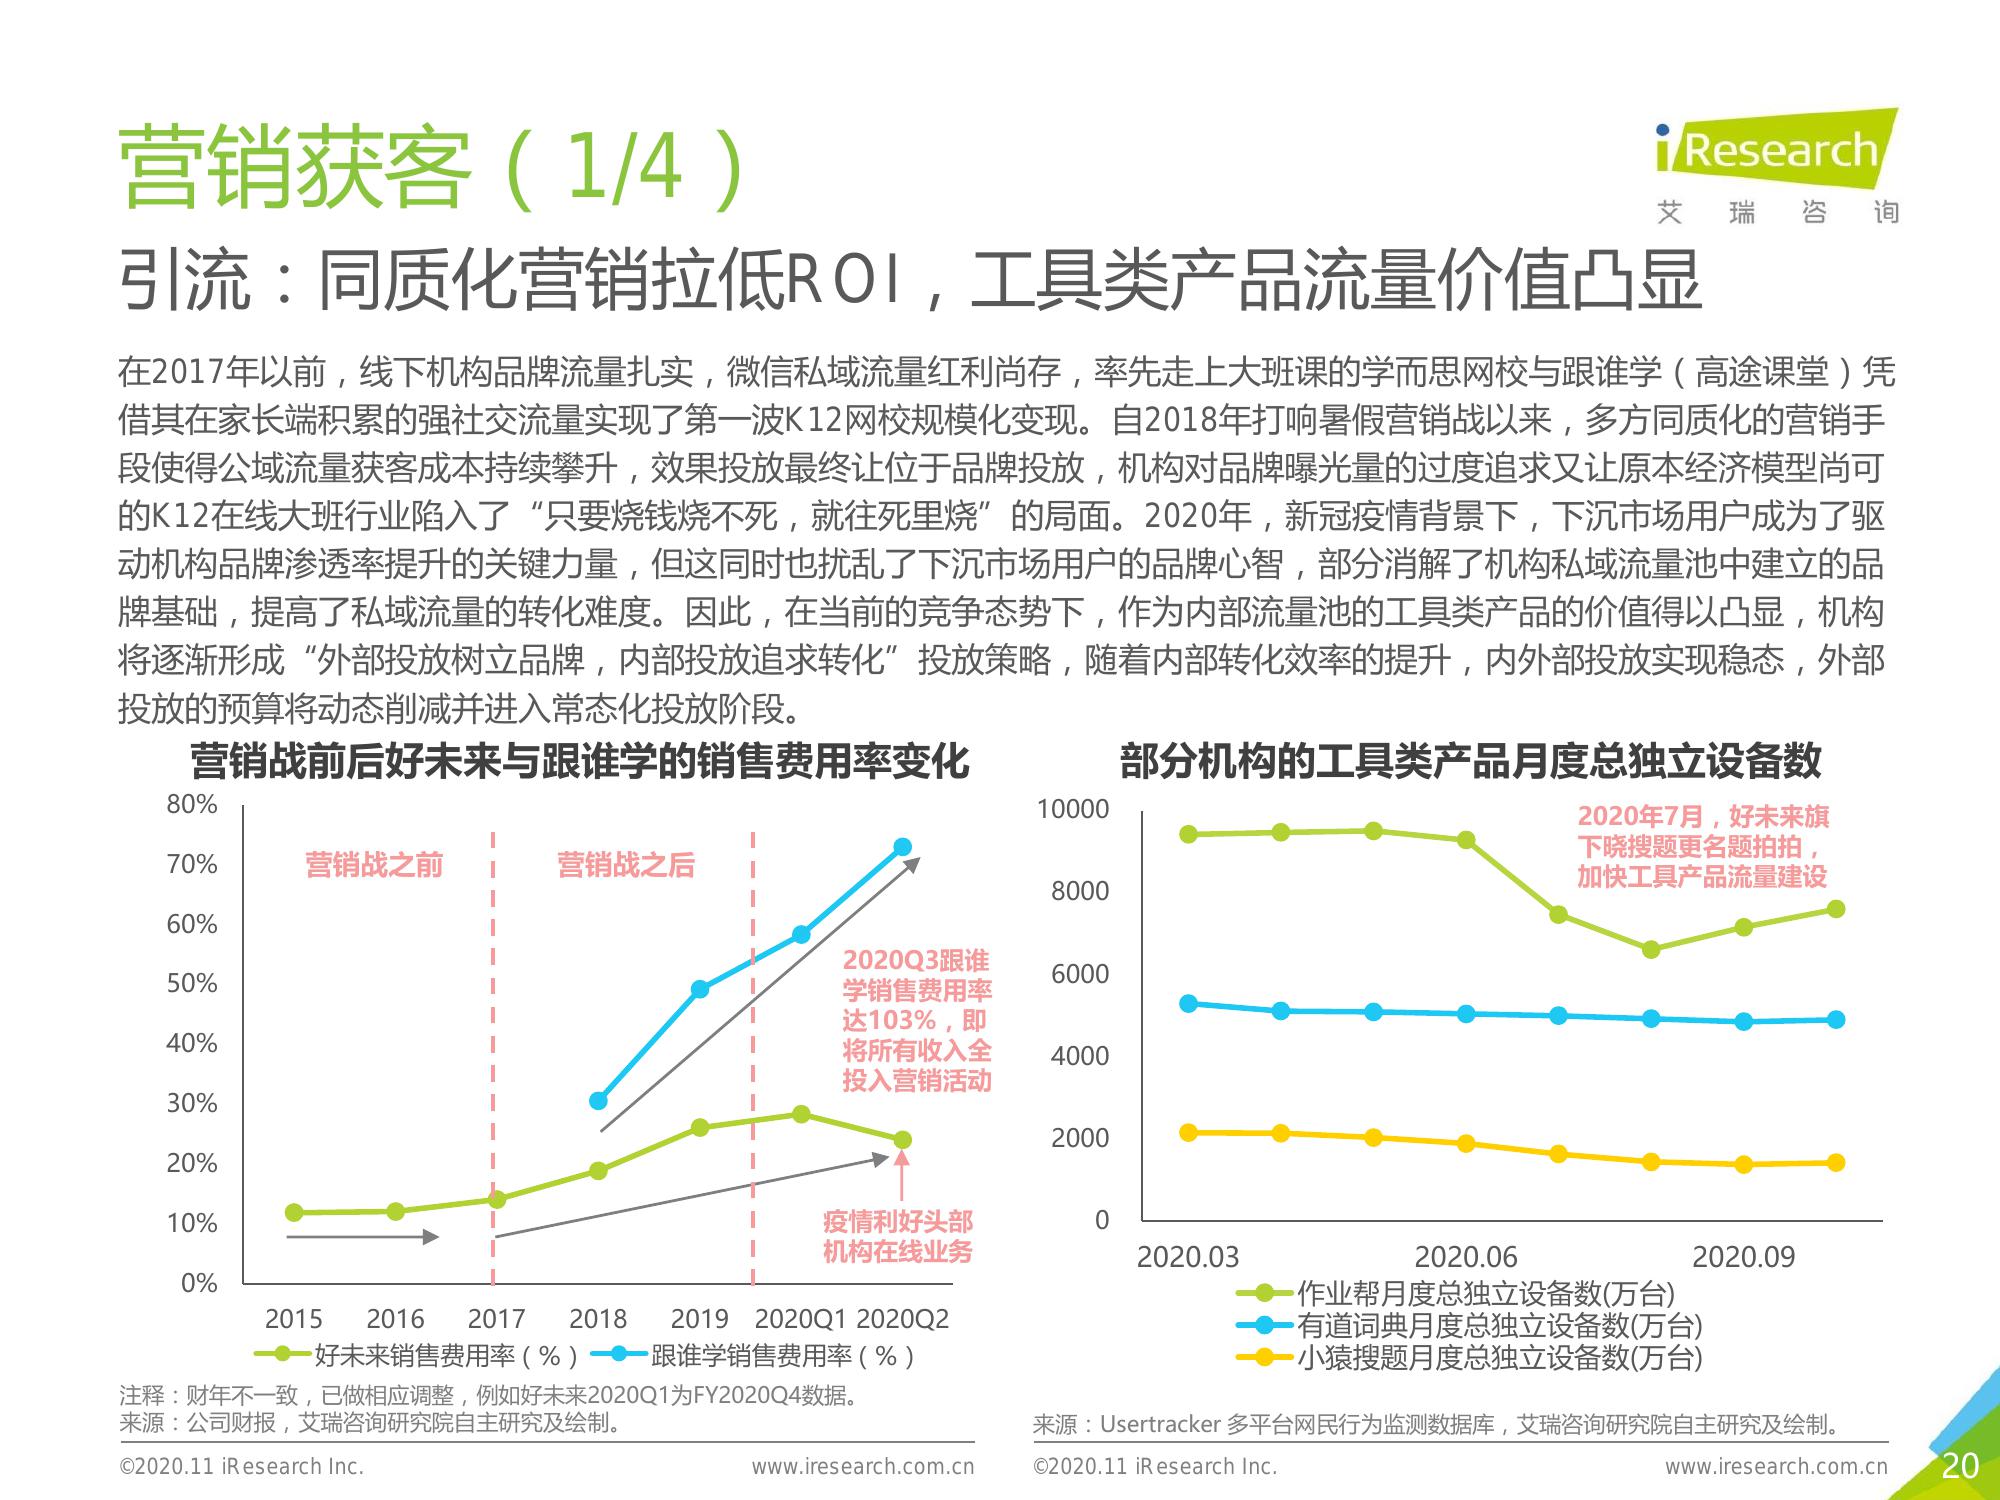 营销获客（1/4）
iResearch
艾瑞咨询
引流：同质化营销拉低ROI，工具类产品流量价值凸显
在2017年以前，线下机构品牌流量扎实，微信私域流量红利尚存，率先走上大班课的学而思网校与跟谁学（高途课堂）凭
借其在家长端积累的强社交流量实现了第一波K12网校规模化变现。自2018年打响暑假营销战以来，多方同质化的营销手
段使得公域流量获客成本持续攀升，效果投放最终让位于品牌投放，机构对品牌曝光量的过度追求又让原本经济模型尚可
的K12在线大班行业陷入了“只要烧钱烧不死，就往死里烧”的局面。2020年，新冠疫情背景下，下沉市场用户成为了驱
动机构品牌渗透率提升的关键力量，但这同时也扰乱了下沉市场用户的品牌心智，部分消解了机构私域流量池中建立的品
牌基础，提高了私域流量的转化难度。因此，在当前的竞争态势下，作为内部流量池的工具类产品的价值得以凸显，机构
将逐渐形成“外部投放树立品牌，内部投放追求转化”投放策略，随着内部转化效率的提升，内外部投放实现稳态，外部
投放的预算将动态削减并进入常态化投放阶段。
营销战前后好未来与跟谁学的销售费用率变化
80%
70%
60%
50%
40%
30%
20%
10%
0%
营销战之前
营销战之后
2020Q3跟谁
学销售费用率
达103%，即
将所有收入全
投入营销活动
疫情利好头部
机构在线业务
2015 2016 2017 2018 2019 2020Q1 2020Q2
好未来销售费用率（%） 跟谁学销售费用率（%）
注释：财年不一致，已做相应调整，例如好未来2020Q1为FY2020Q4数据。
来源：公司财报，艾瑞咨询研究院自主研究及绘制。
©2020.11 iResearch Inc. www.iresearch.com.cn
部分机构的工具类产品月度总独立设备数
10000
8000
6000
4000
2000
0
2020年7月，好未来旗
下晓搜题更名题拍拍，
加快工具产品流量建设
2020.03 2020.06 2020.09
作业帮月度总独立设备数(万台)
有道词典月度总独立设备数(万台)
小猿搜题月度总独立设备数(万台)
来源：Usertracker 多平台网民行为监测数据库，艾瑞咨询研究院自主研究及绘制。
©2020.11 iResearch Inc. www.iresearch.com.cn
20